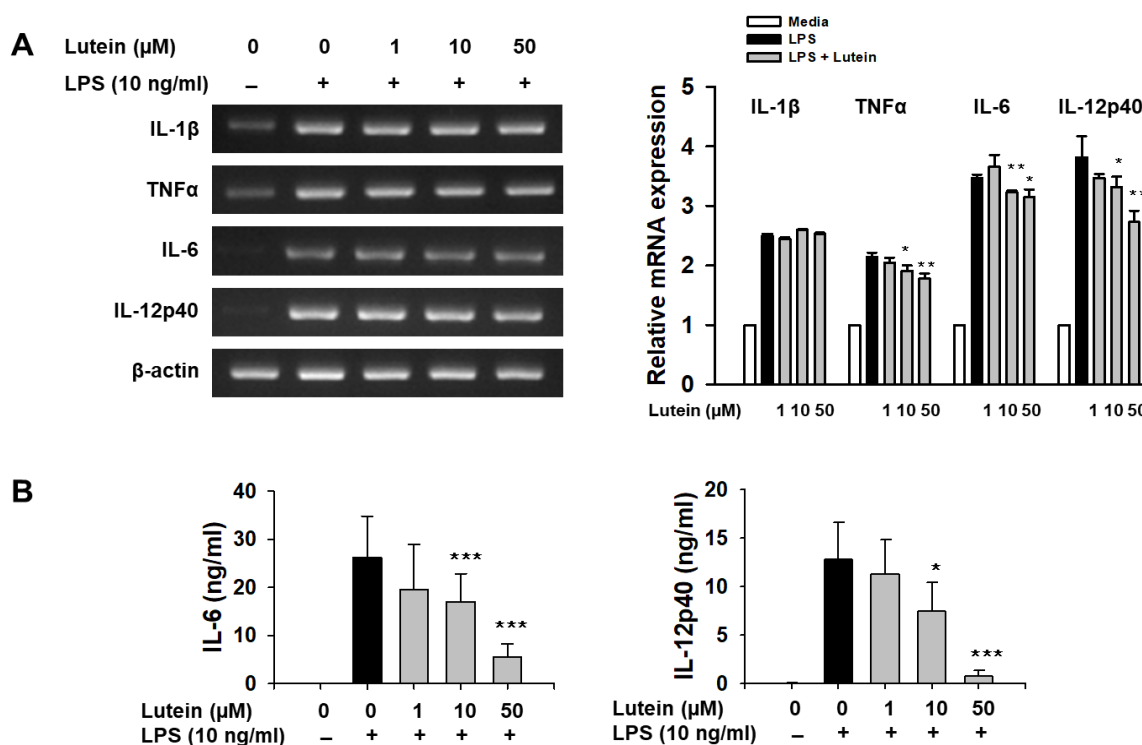 A
Lutein (µM) 0 0 1 10 50
LPS (10 ng/ml) – + + + +
IL-1β
TNFα
IL-6
IL-12p40
β-actin
Media
LPS
LPS + Lutein
IL-1β TNFα IL-6 IL-12p40
Relative mRNA expression
5
4
3
2
1
0
** * * ** * **
Lutein (µM) 1 10 50 1 10 50 1 10 50 1 10 50
B
IL-6 (ng/ml)
40
30
20
10
0
*** ***
Lutein (µM) 0 0 1 10 50
LPS (10 ng/ml) – + + + +
IL-12p40 (ng/ml)
20
15
10
5
0
* ***
Lutein (µM) 0 0 1 10 50
LPS (10 ng/ml) – + + + +